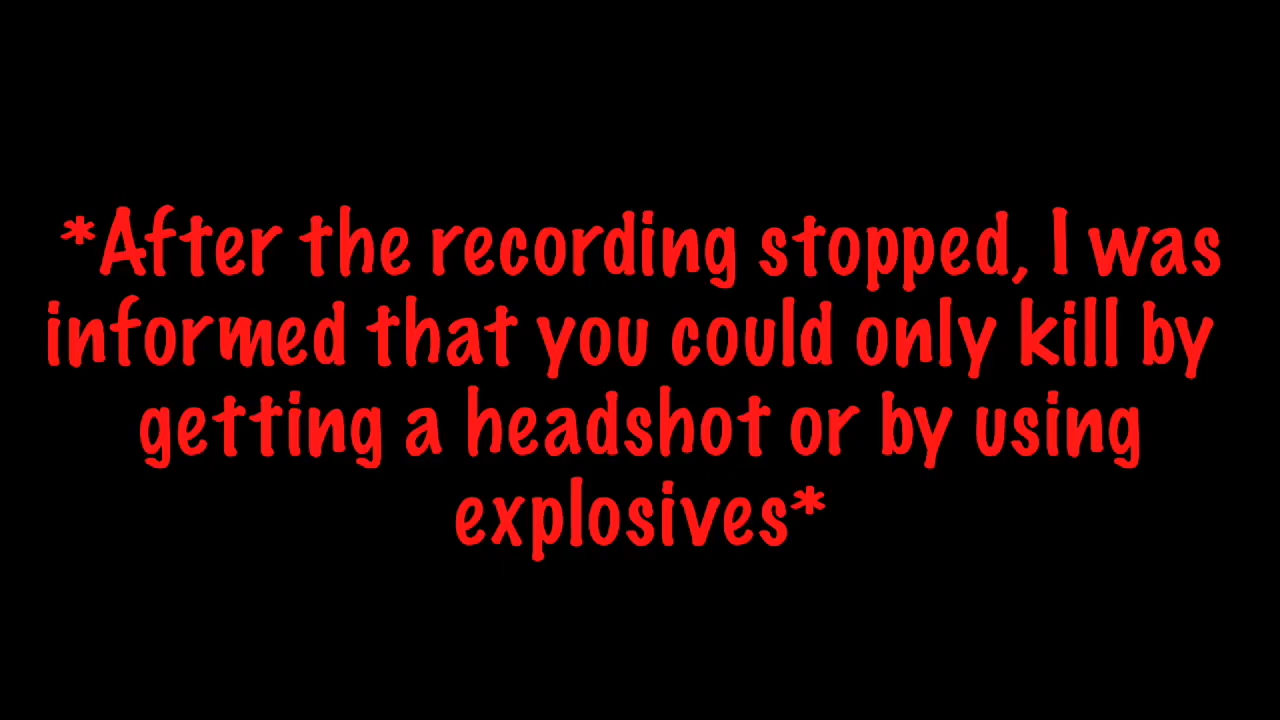 *After the recording stopped, I was
informed that you could only kill by
getting a headshot or by using
explosives*